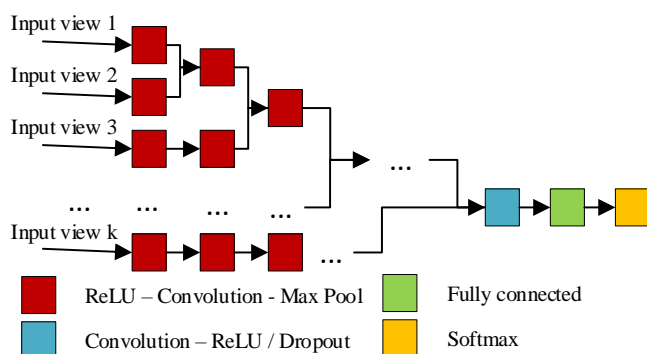 Input view 1
Input view 2
Input view 3
...
... ... ... ...
Input view k
...
ReLU – Convolution - Max Pool
Fully connected
Convolution – ReLU / Dropout
Softmax